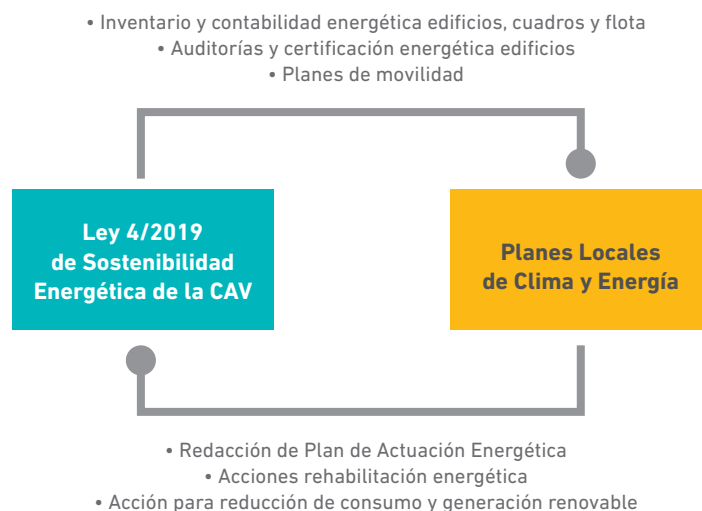 • Inventario y contabilidad energética edificios, cuadros y flota
• Auditorías y certificación energética edificios
• Planes de movilidad
Ley 4/2019
de Sostenibilidad
Energética de la CAV
Planes Locales
de Clima y Energía
• Redacción de Plan de Actuación Energética
• Acciones rehabilitación energética
• Acción para reducción de consumo y generación renovable